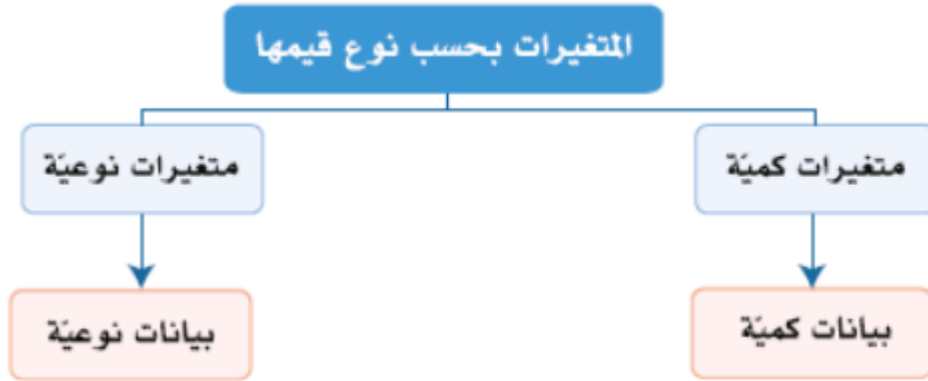 المتغيرات بحسب نوع قيمها
متغيرات كميّة
متغيرات نوعيّة
بيانات كميّة
بيانات نوعيّة